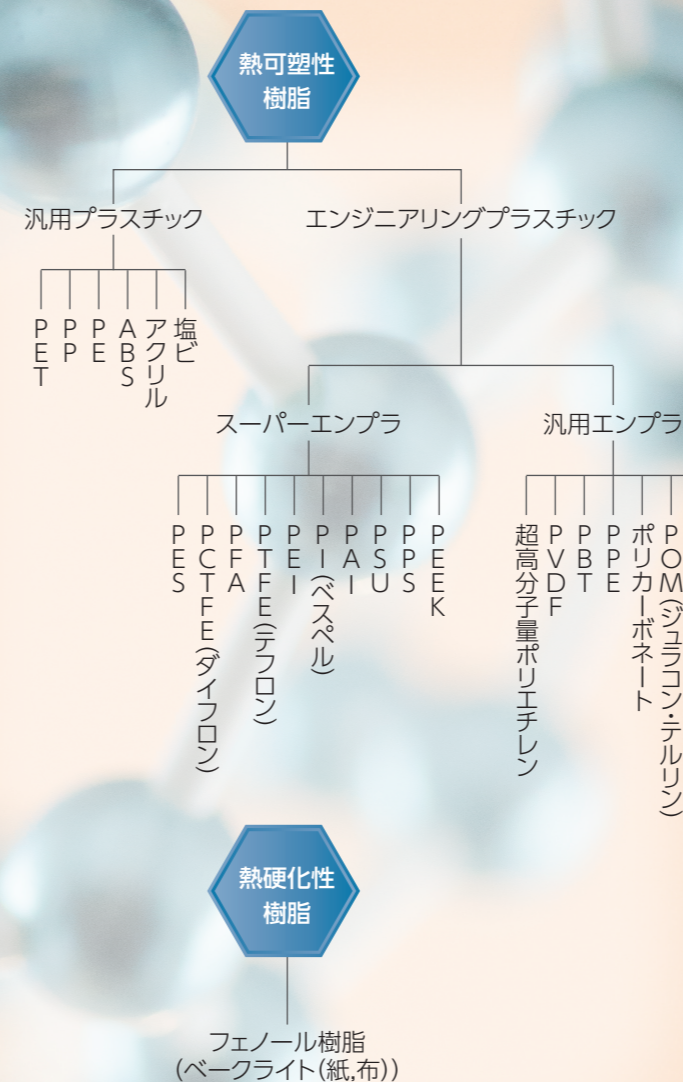 熱可塑性
樹脂
汎用プラスチック
エンジニアリングプラスチック
PET
PP
PE
ABS
アクリル
塩ビ
スーパーエンプラ
汎用エンプラ
PES
PCTFE(ダイフロン)
PFA
PTFE(テフロン)
PEI
PI(ベスペル)
PAI
PSU
PPS
PEEK
超高分子量ポリエチレン
PVDF
PBT
PPE
ポリカーボネート
POM(ジュラコン・テルリン)
熱硬化性
樹脂
フェノール樹脂
(ベークライト(紙,布))